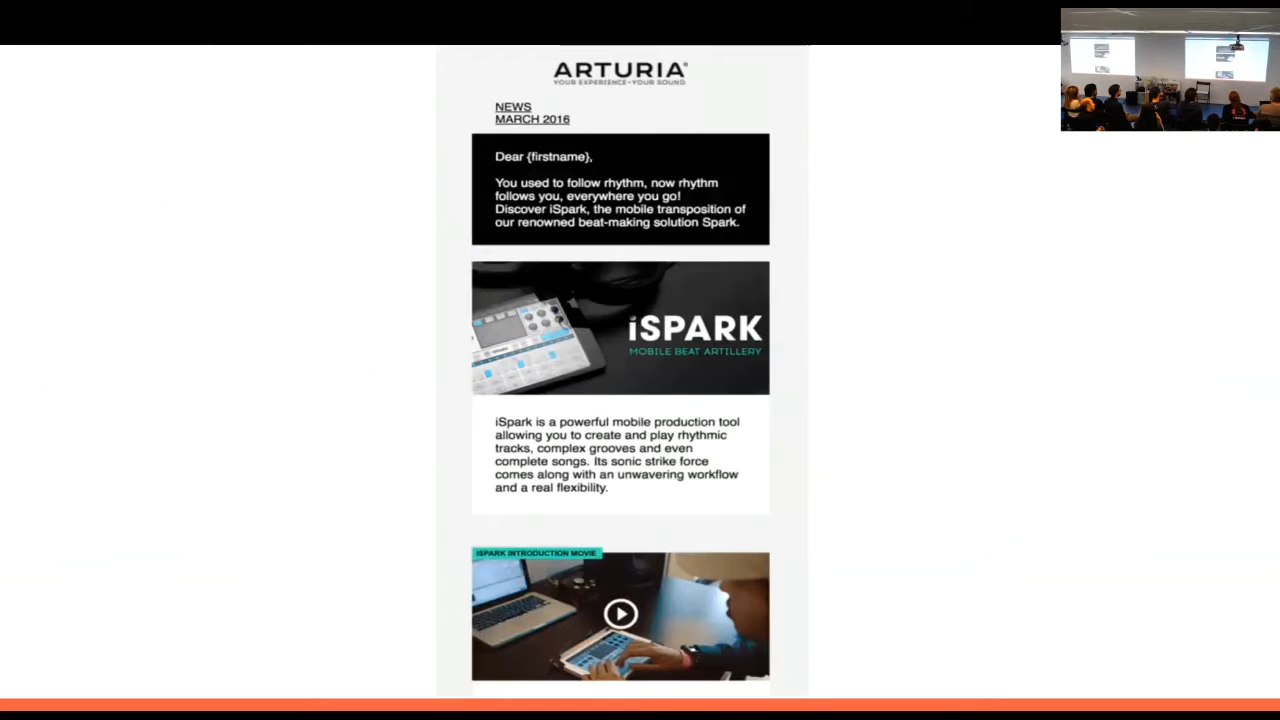 ARTURIA®
YOUR EXPERIENCE • YOUR SOUND
NEWS
MARCH 2016
Dear {firstname},
You used to follow rhythm, now rhythm
follows you, everywhere you go!
Discover iSpark, the mobile transposition of
our renowned beat-making solution Spark.
iSPARK
MOBILE BEAT ARTILLERY
iSpark is a powerful mobile production tool
allowing you to create and play rhythmic
tracks, complex grooves and even
complete songs. Its sonic strike force
comes along with an unwavering workflow
and a real flexibility.
ISPARK INTRODUCTION MOVIE